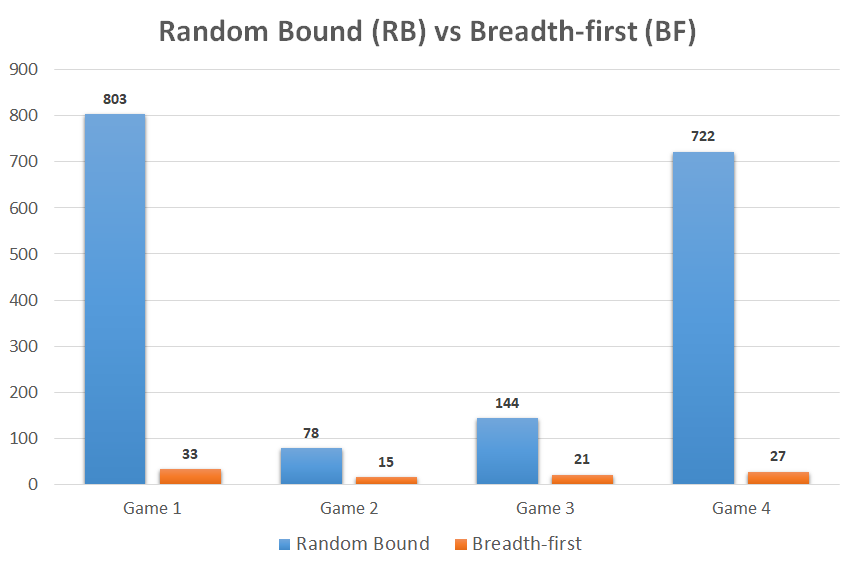 Random Bound (RB) vs Breadth-first (BF)
900
800
700
600
500
400
300
200
100
0
803
33
78
15
144
21
722
27
Game 1
Game 2
Game 3
Game 4
Random Bound
Breadth-first